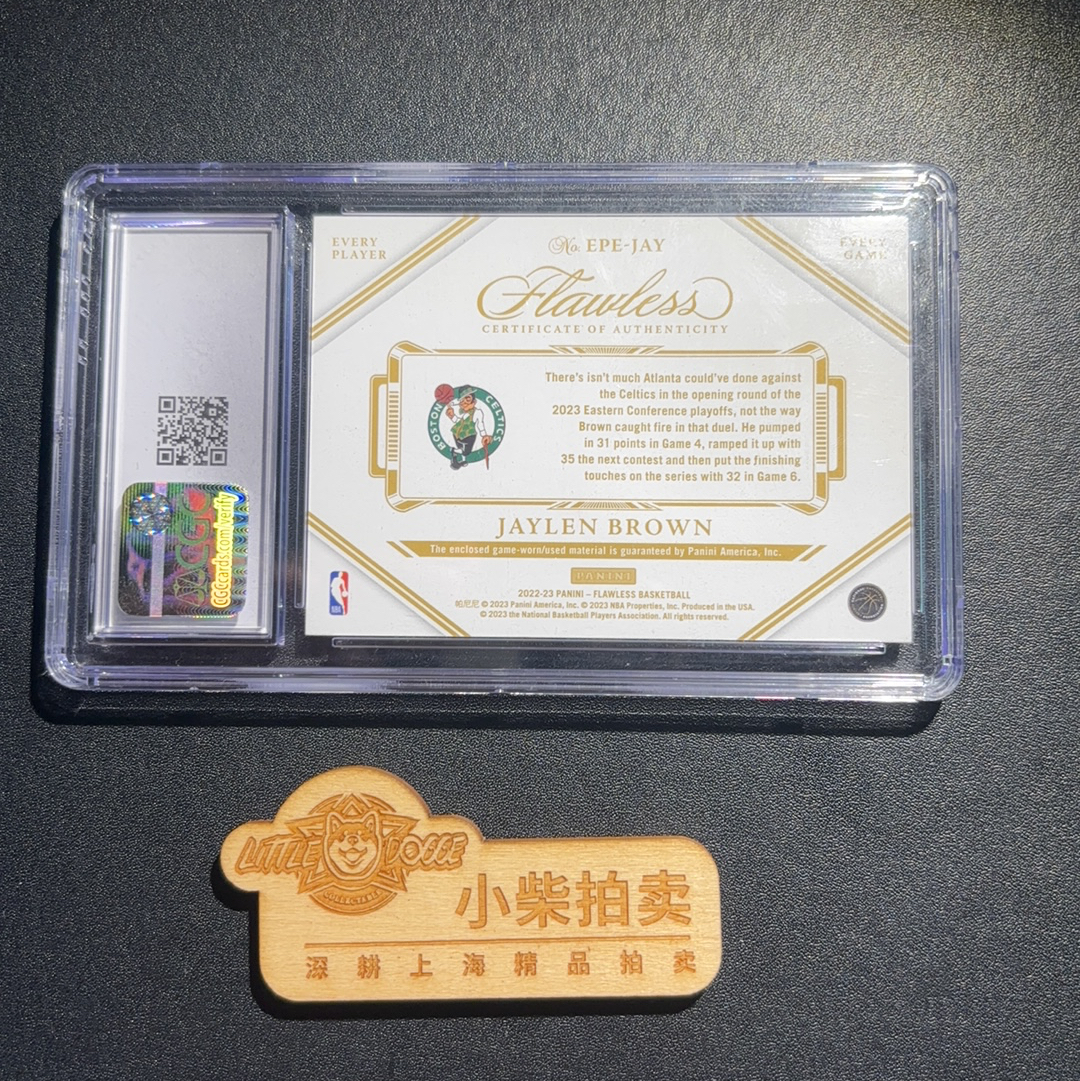 EVERY
PLAYER
No. EPE-JAY
EVERY
GAME
Flawless
CERTIFICATE OF AUTHENTICITY
BOSTON CELTICS
There's isn't much Atlanta could've done against
the Celtics in the opening round of the
2023 Eastern Conference playoffs, not the way
Brown caught fire in that duel. He pumped
in 31 points in Game 4, ramped it up with
35 the next contest and then put the finishing
touches on the series with 32 in Game 6.
JAYLEN BROWN
The enclosed game-worn/used material is guaranteed by Panini America, Inc.
PANINI
2022-23 PANINI – FLAWLESS BASKETBALL
帕尼尼 © 2023 Panini America, Inc. © 2023 NBA Properties, Inc. Produced in the USA.
© 2023 the National Basketball Players Association. All rights reserved.
CGCcards.com/verify
LITTLE DOGGE
小柴拍卖
深耕上海精品拍卖